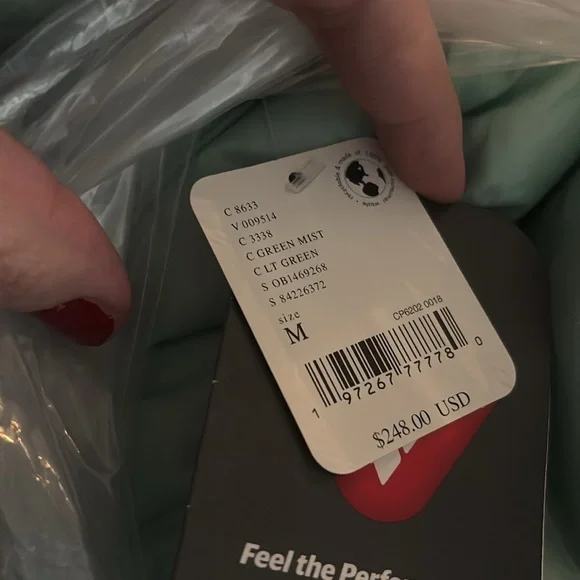 C 8633
V 009514
C 3338
C GREEN MIST
C LT GREEN
S OB1469268
S 84226372
size
M
CP6202 0018
1 97267 77778 0
$248.00 USD
Feel the